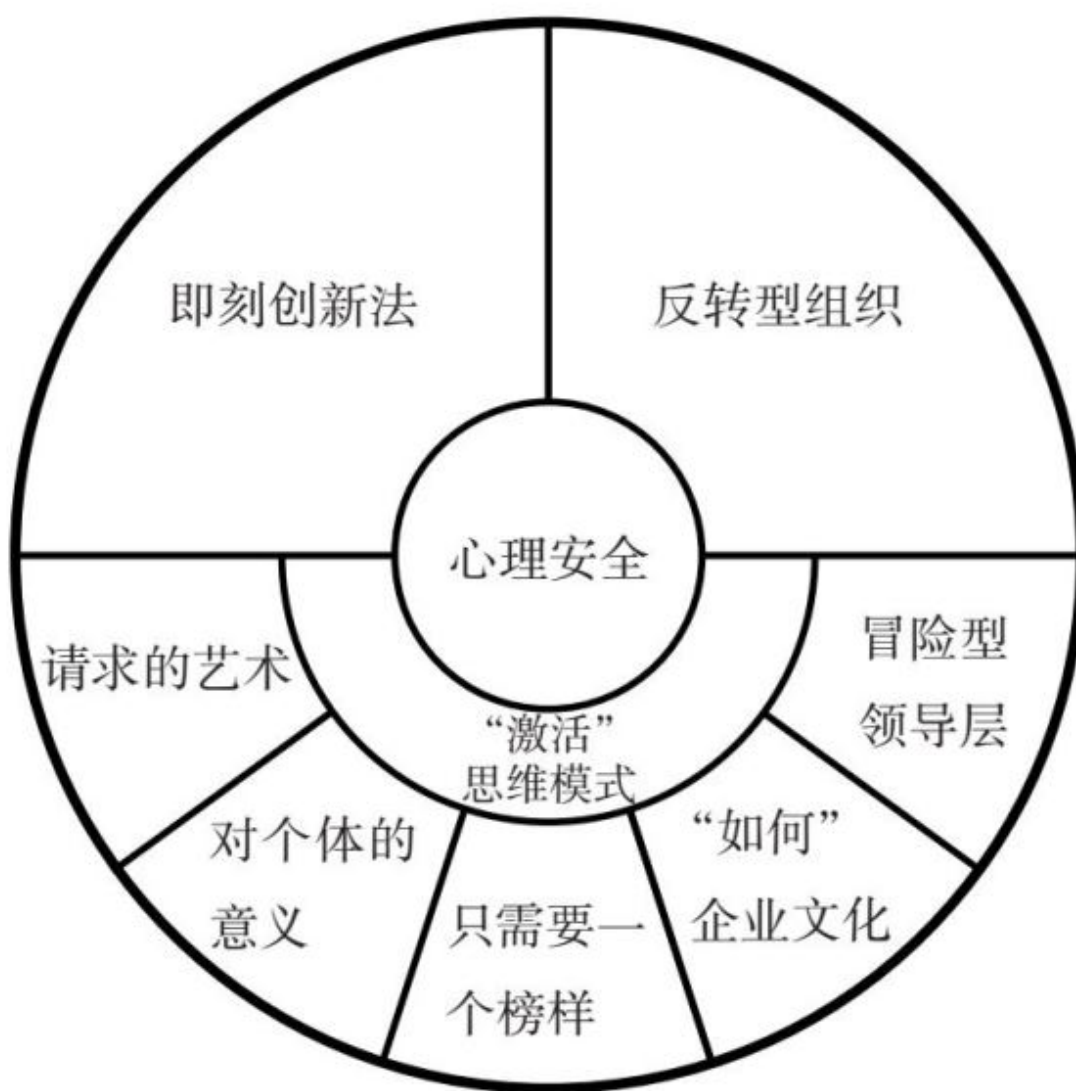 即刻创新法
反转型组织
心理安全
“激活”
思维模式
请求的艺术
对个体的
意义
只需要一
个榜样
“如何”
企业文化
冒险型
领导层